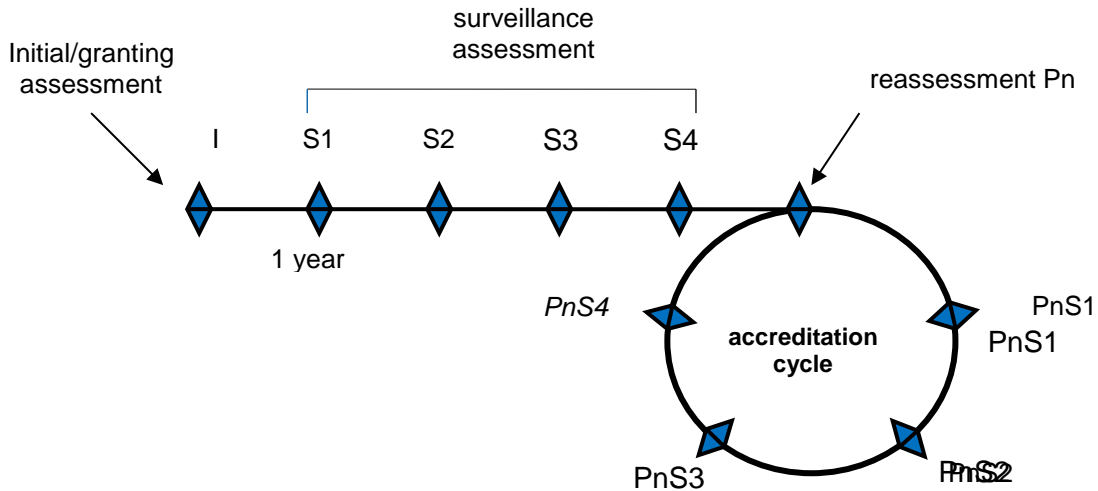 surveillance
assessment
Initial/granting
assessment
reassessment Pn
I S1 S2 S3 S4
1 year
PnS4
PnS1
PnS1
accreditation
cycle
PnS3
PnS2